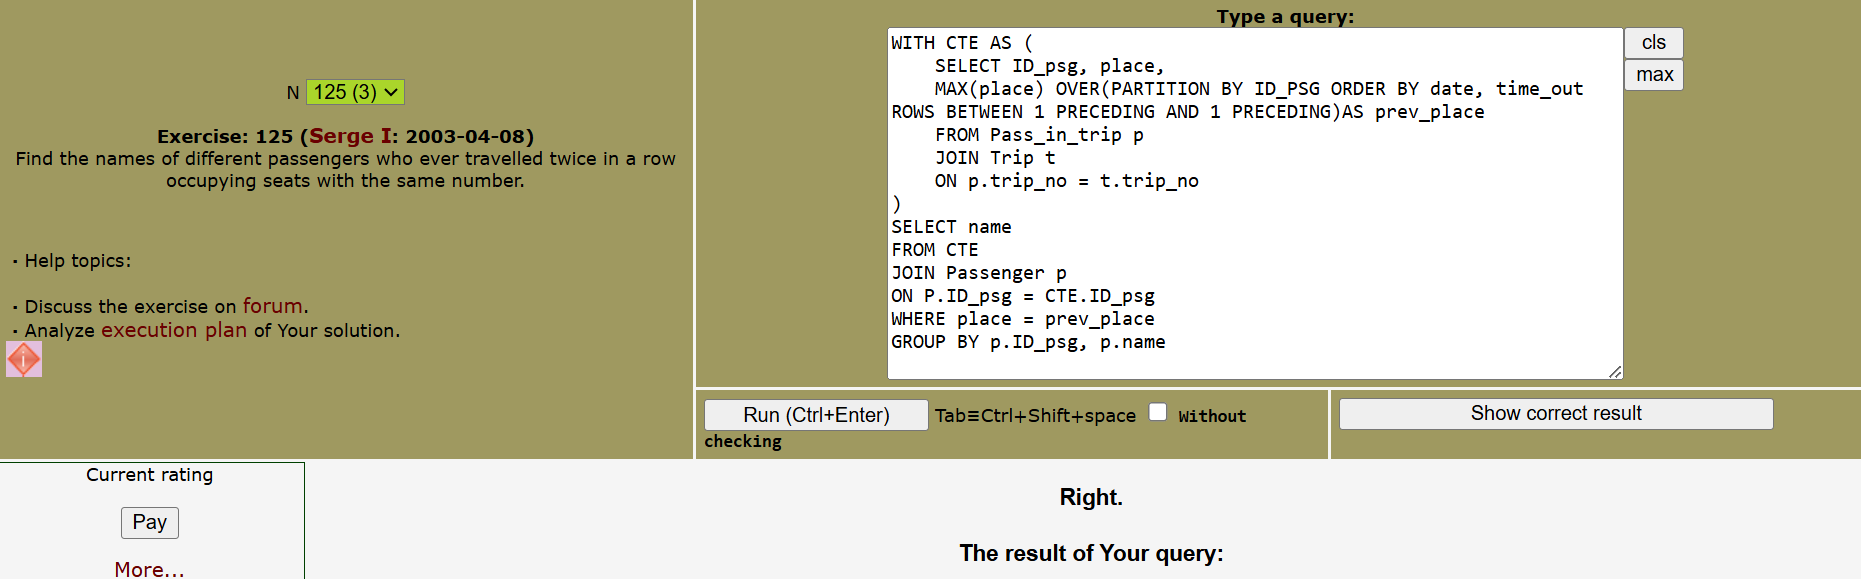 N 125 (3)
Exercise: 125 (Serge I: 2003-04-08)
Find the names of different passengers who ever travelled twice in a row
occupying seats with the same number.
· Help topics:
· Discuss the exercise on forum.
· Analyze execution plan of Your solution.
Type a query:
WITH CTE AS (
    SELECT ID_psg, place,
    MAX(place) OVER(PARTITION BY ID_PSG ORDER BY date, time_out
ROWS BETWEEN 1 PRECEDING AND 1 PRECEDING)AS prev_place
    FROM Pass_in_trip p
    JOIN Trip t
    ON p.trip_no = t.trip_no
)
SELECT name
FROM CTE
JOIN Passenger p
ON P.ID_psg = CTE.ID_psg
WHERE place = prev_place
GROUP BY p.ID_psg, p.name
cls
max
Run (Ctrl+Enter) Tab≡Ctrl+Shift+space Without
checking
Show correct result
Current rating
Pay
More...
Right.
The result of Your query: